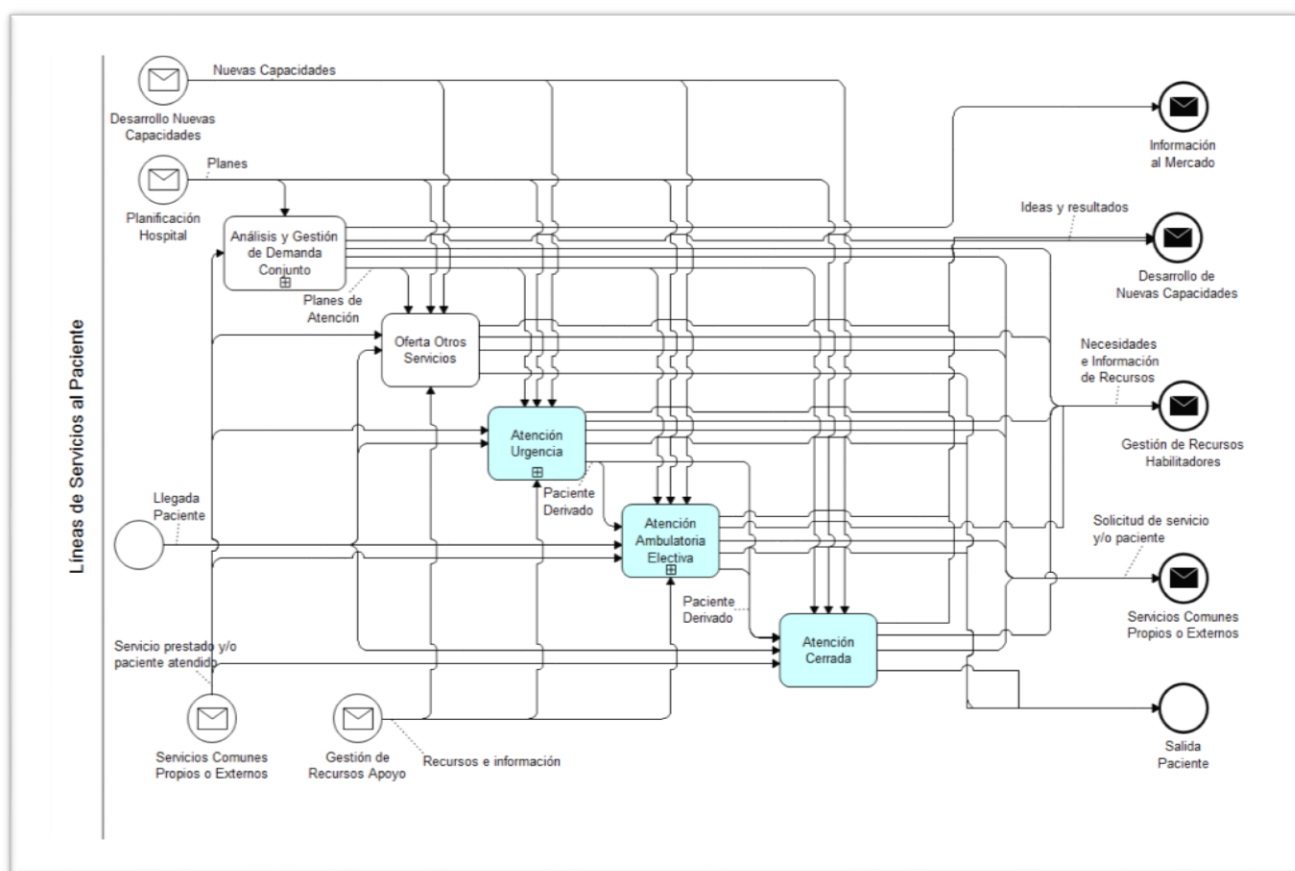 Líneas de Servicios al Paciente
Nuevas Capacidades
Desarrollo Nuevas
Capacidades
Planes
Planificación
Hospital
Análisis y Gestión
de Demanda
Conjunto
Planes de
Atención
Oferta Otros
Servicios
Atención
Urgencia
Paciente
Derivado
Llegada
Paciente
Atención
Ambulatoria
Electiva
Paciente
Derivado
Atención
Cerrada
Servicio prestado y/o
paciente atendido
Servicios Comunes
Propios o Externos
Gestión de
Recursos Apoyo
Recursos e información
Información
al Mercado
Ideas y resultados
Desarrollo de
Nuevas Capacidades
Necesidades
e Información
de Recursos
Gestión de Recursos
Habilitadores
Solicitud de servicio
y/o paciente
Servicios Comunes
Propios o Externos
Salida
Paciente